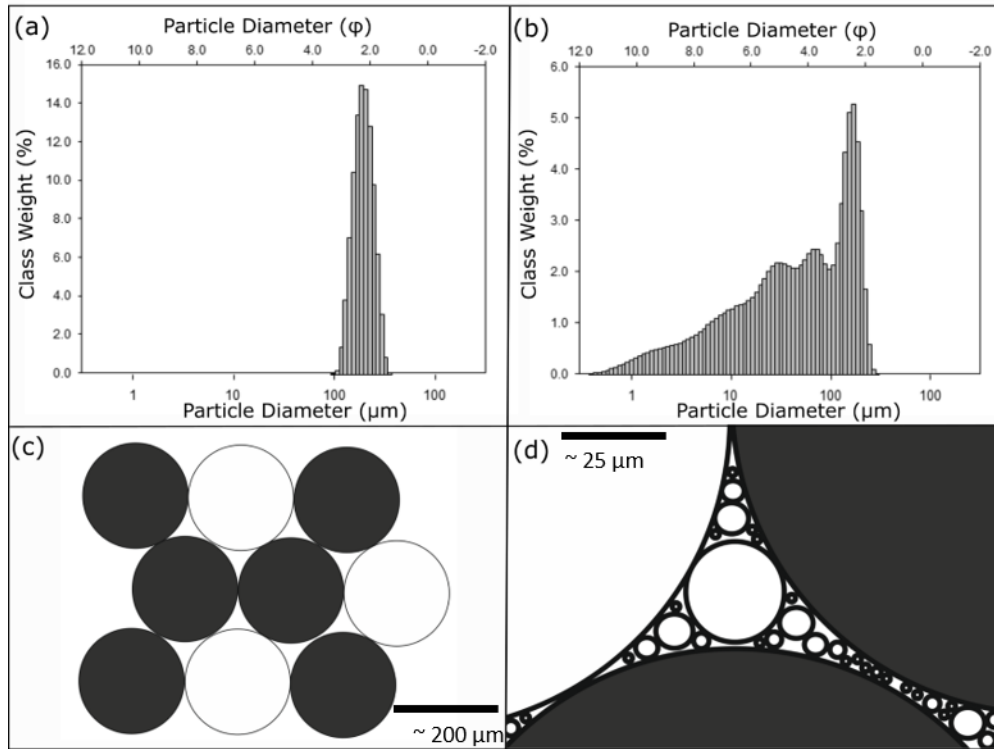 (a)
Particle Diameter (φ)
12.0 10.0 8.0 6.0 4.0 2.0 0.0 -2.0
16.0
14.0
12.0
10.0
8.0
6.0
4.0
2.0
0.0
Class Weight (%)
1 10 100 100
Particle Diameter (µm)
(b)
Particle Diameter (φ)
12.0 10.0 8.0 6.0 4.0 2.0 0.0 -2.0
6.0
5.0
4.0
3.0
2.0
1.0
0.0
Class Weight (%)
1 10 100 100
Particle Diameter (µm)
(c)
~ 200 µm
(d)
~ 25 µm